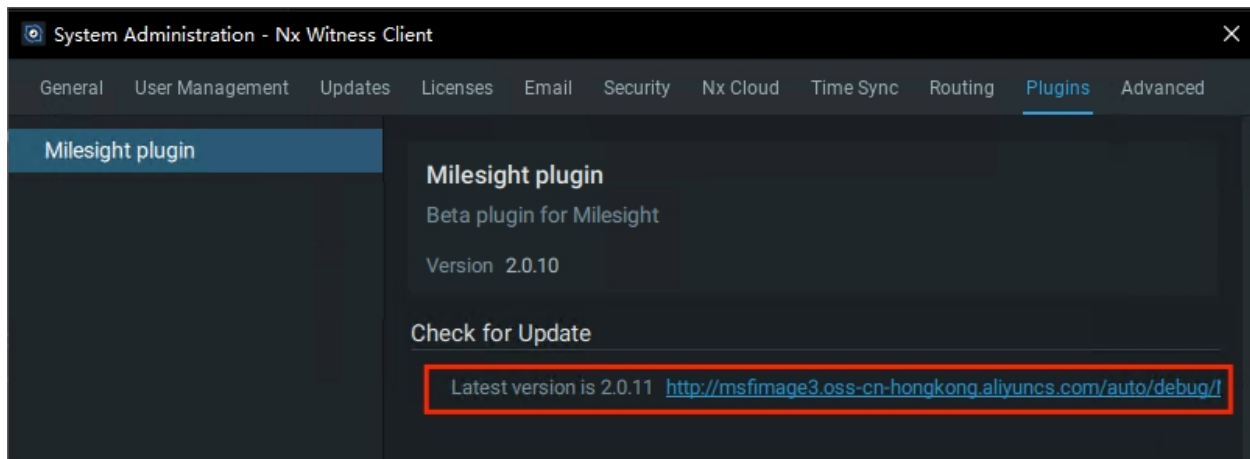 System Administration - Nx Witness Client
General User Management Updates Licenses Email Security Nx Cloud Time Sync Routing Plugins Advanced
Milesight plugin
Milesight plugin
Beta plugin for Milesight
Version 2.0.10
Check for Update
Latest version is 2.0.11 http://msfimage3.oss-cn-hongkong.aliyuncs.com/auto/debug/